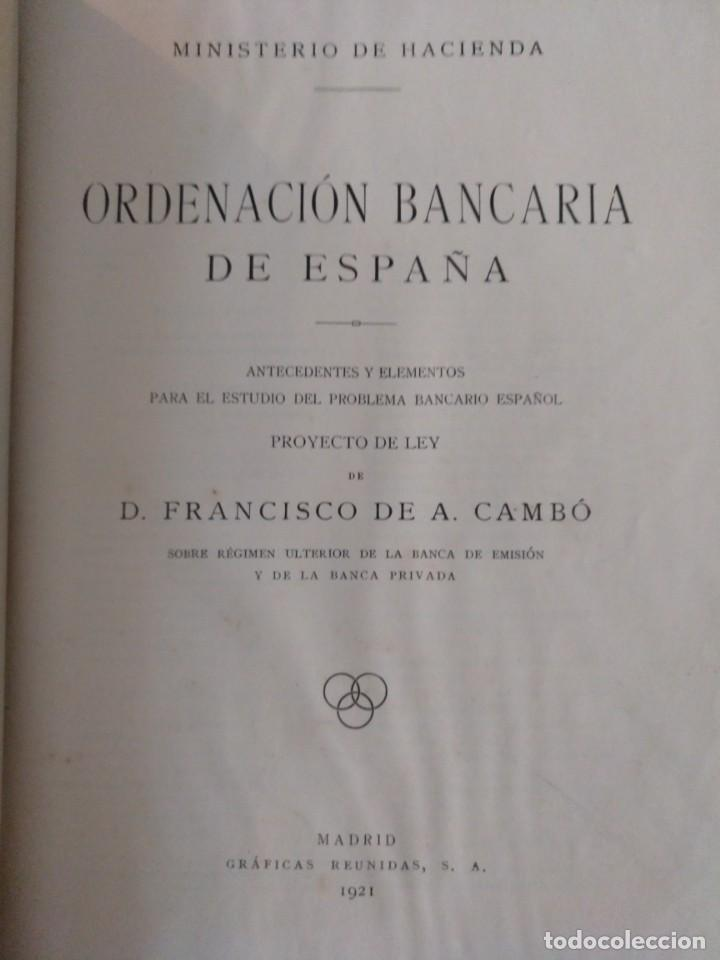 MINISTERIO DE HACIENDA
ORDENACIÓN BANCARIA
DE ESPAÑA
ANTECEDENTES Y ELEMENTOS
PARA EL ESTUDIO DEL PROBLEMA BANCARIO ESPAÑOL
PROYECTO DE LEY
DE
D. FRANCISCO DE A. CAMBÓ
SOBRE RÉGIMEN ULTERIOR DE LA BANCA DE EMISIÓN
Y DE LA BANCA PRIVADA
MADRID
GRÁFICAS REUNIDAS, S. A.
1921
todocoleccion